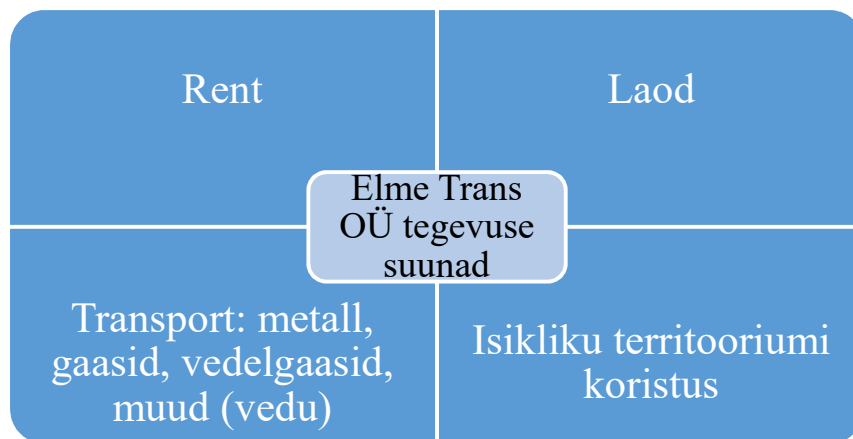 Rent
Laod
Elme Trans
OÜ tegevuse
suunad
Transport: metall,
gaasid, vedelgaasid,
muud (vedu)
Isikliku territooriumi
koristus